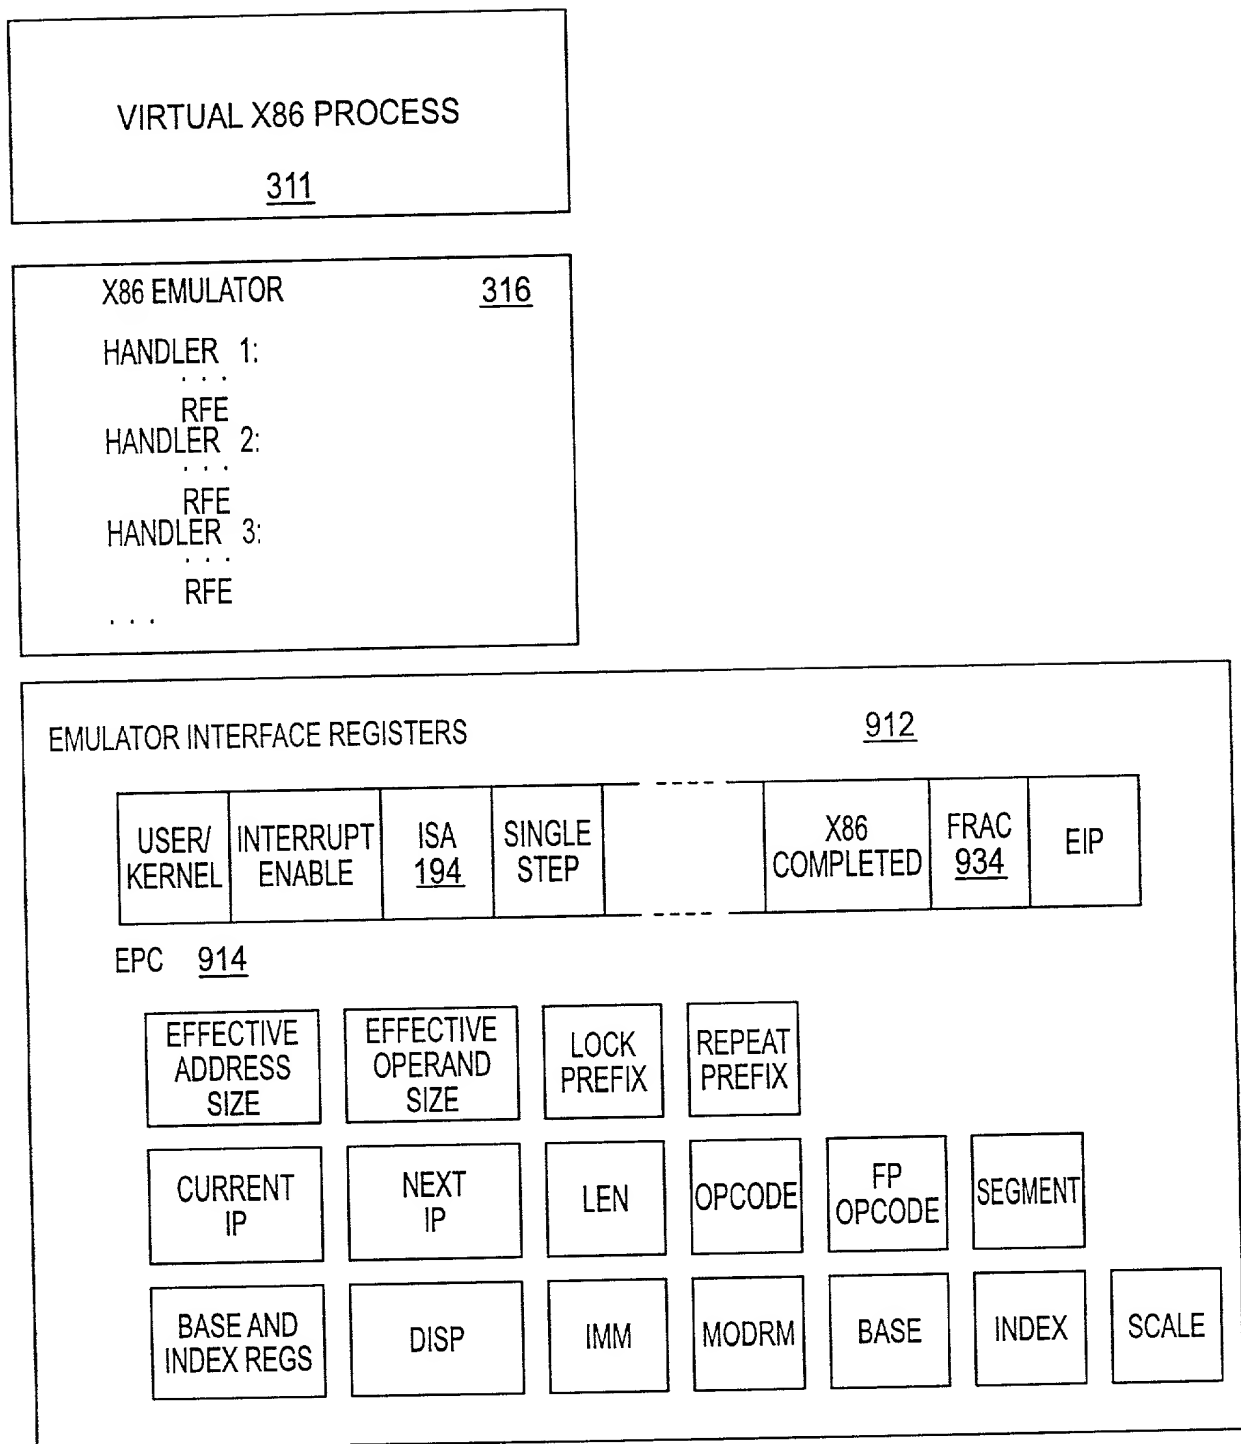 VIRTUAL X86 PROCESS
311
X86 EMULATOR 316
HANDLER 1:
. . .
RFE
HANDLER 2:
. . .
RFE
HANDLER 3:
. . .
RFE
. . .
EMULATOR INTERFACE REGISTERS 912
USER/
KERNEL
INTERRUPT
ENABLE
ISA
194
SINGLE
STEP
X86
COMPLETED
FRAC
934
EIP
EPC 914
EFFECTIVE
ADDRESS
SIZE
EFFECTIVE
OPERAND
SIZE
LOCK
PREFIX
REPEAT
PREFIX
CURRENT
IP
NEXT
IP
LEN
OPCODE
FP
OPCODE
SEGMENT
BASE AND
INDEX REGS
DISP
IMM
MODRM
BASE
INDEX
SCALE